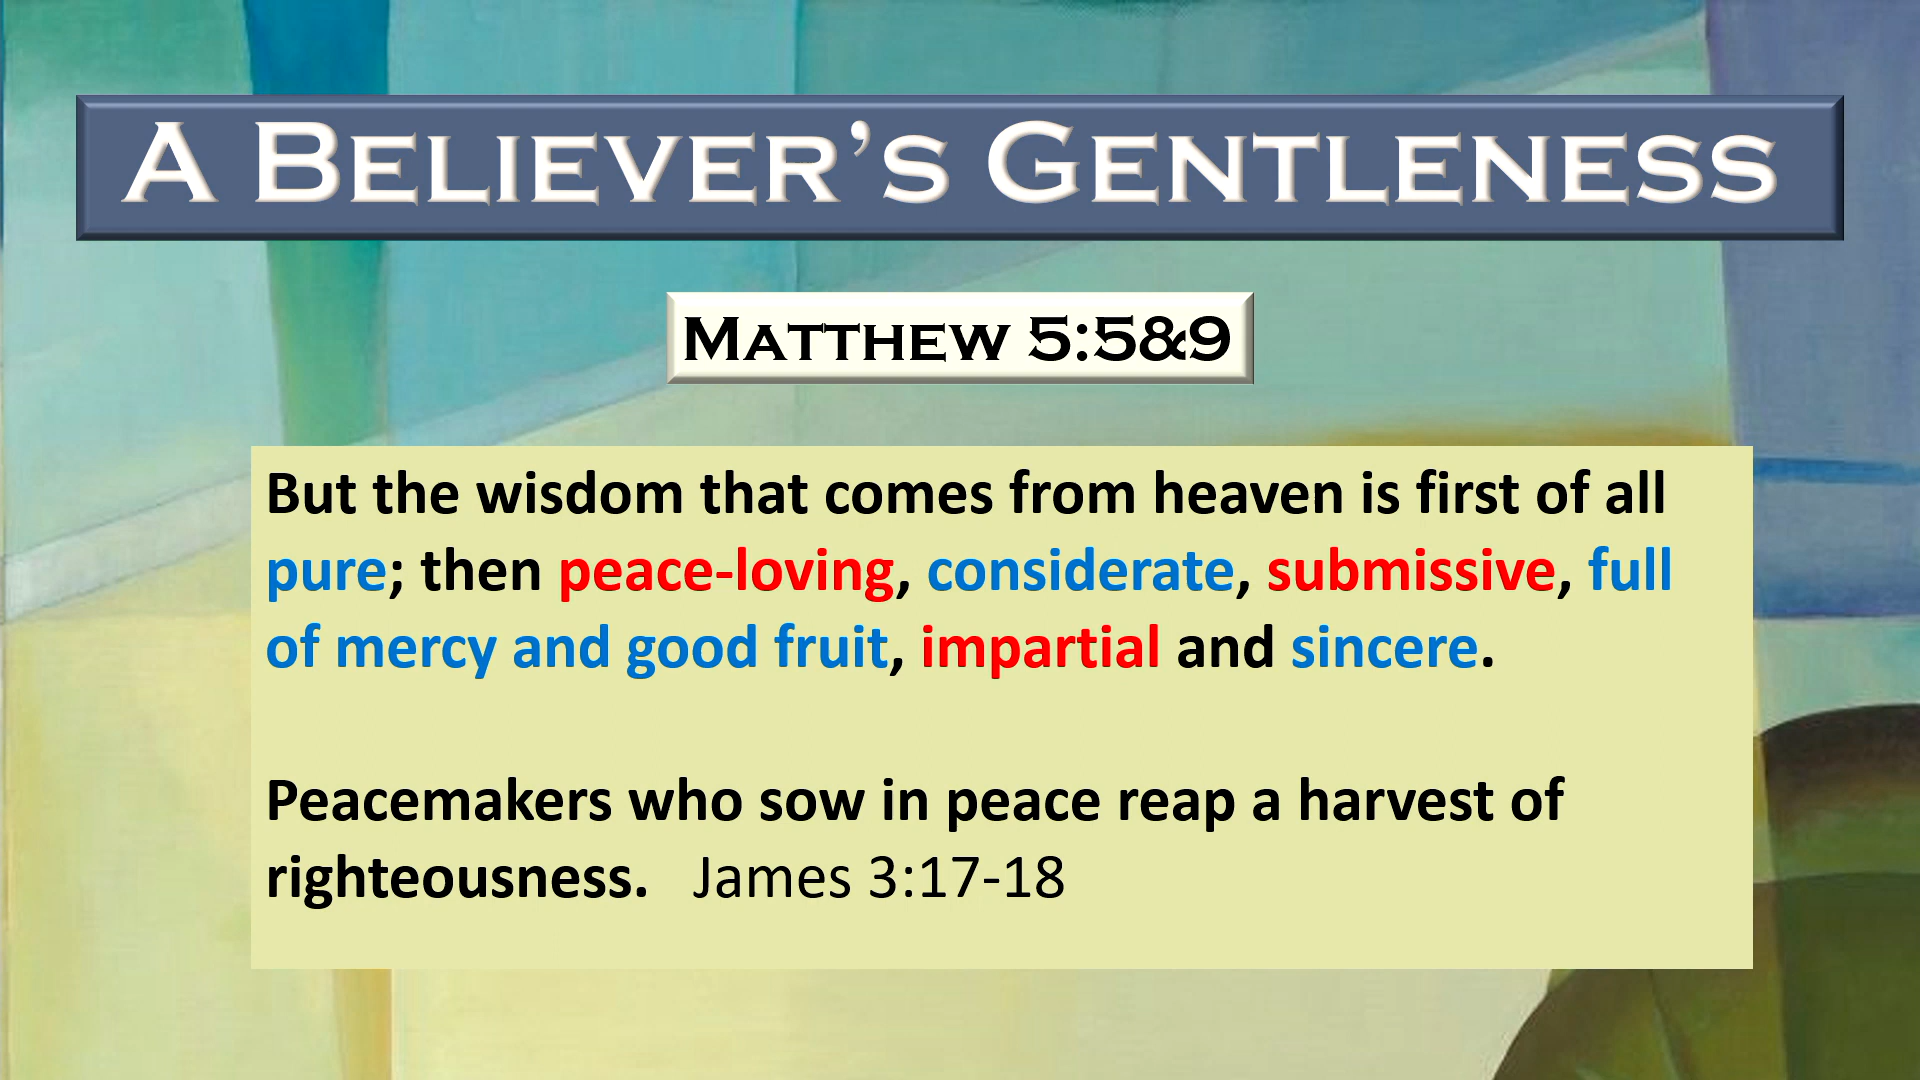 A Believer’s Gentleness
Matthew 5:5&9
But the wisdom that comes from heaven is first of all
pure; then peace-loving, considerate, submissive, full
of mercy and good fruit, impartial and sincere.
Peacemakers who sow in peace reap a harvest of
righteousness. James 3:17-18